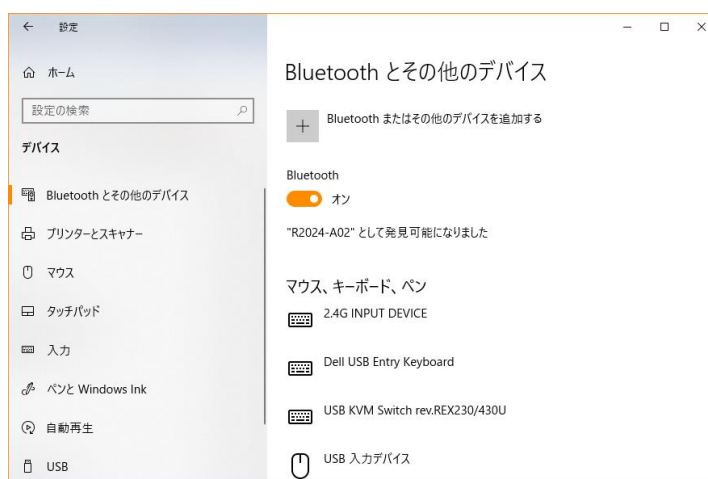 設定
ホーム
設定の検索
デバイス
Bluetooth とその他のデバイス
プリンターとスキャナー
マウス
タッチパッド
入力
ペンと Windows Ink
自動再生
USB
Bluetooth とその他のデバイス
Bluetooth またはその他のデバイスを追加する
Bluetooth
オン
"R2024-A02" として発見可能になりました
マウス、キーボード、ペン
2.4G INPUT DEVICE
Dell USB Entry Keyboard
USB KVM Switch rev.REX230/430U
USB 入力デバイス